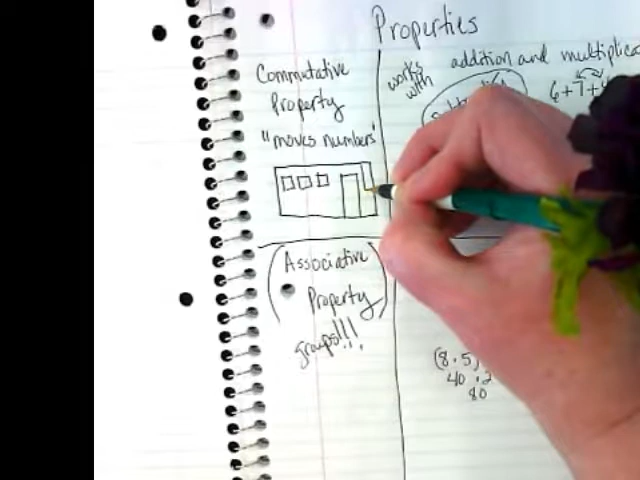 Properties
Commutative
Property
"moves numbers"
works
with
addition and multiplica
6+7+
Associative
Property
groups!!!
(8 · 5)
40 · 2
80